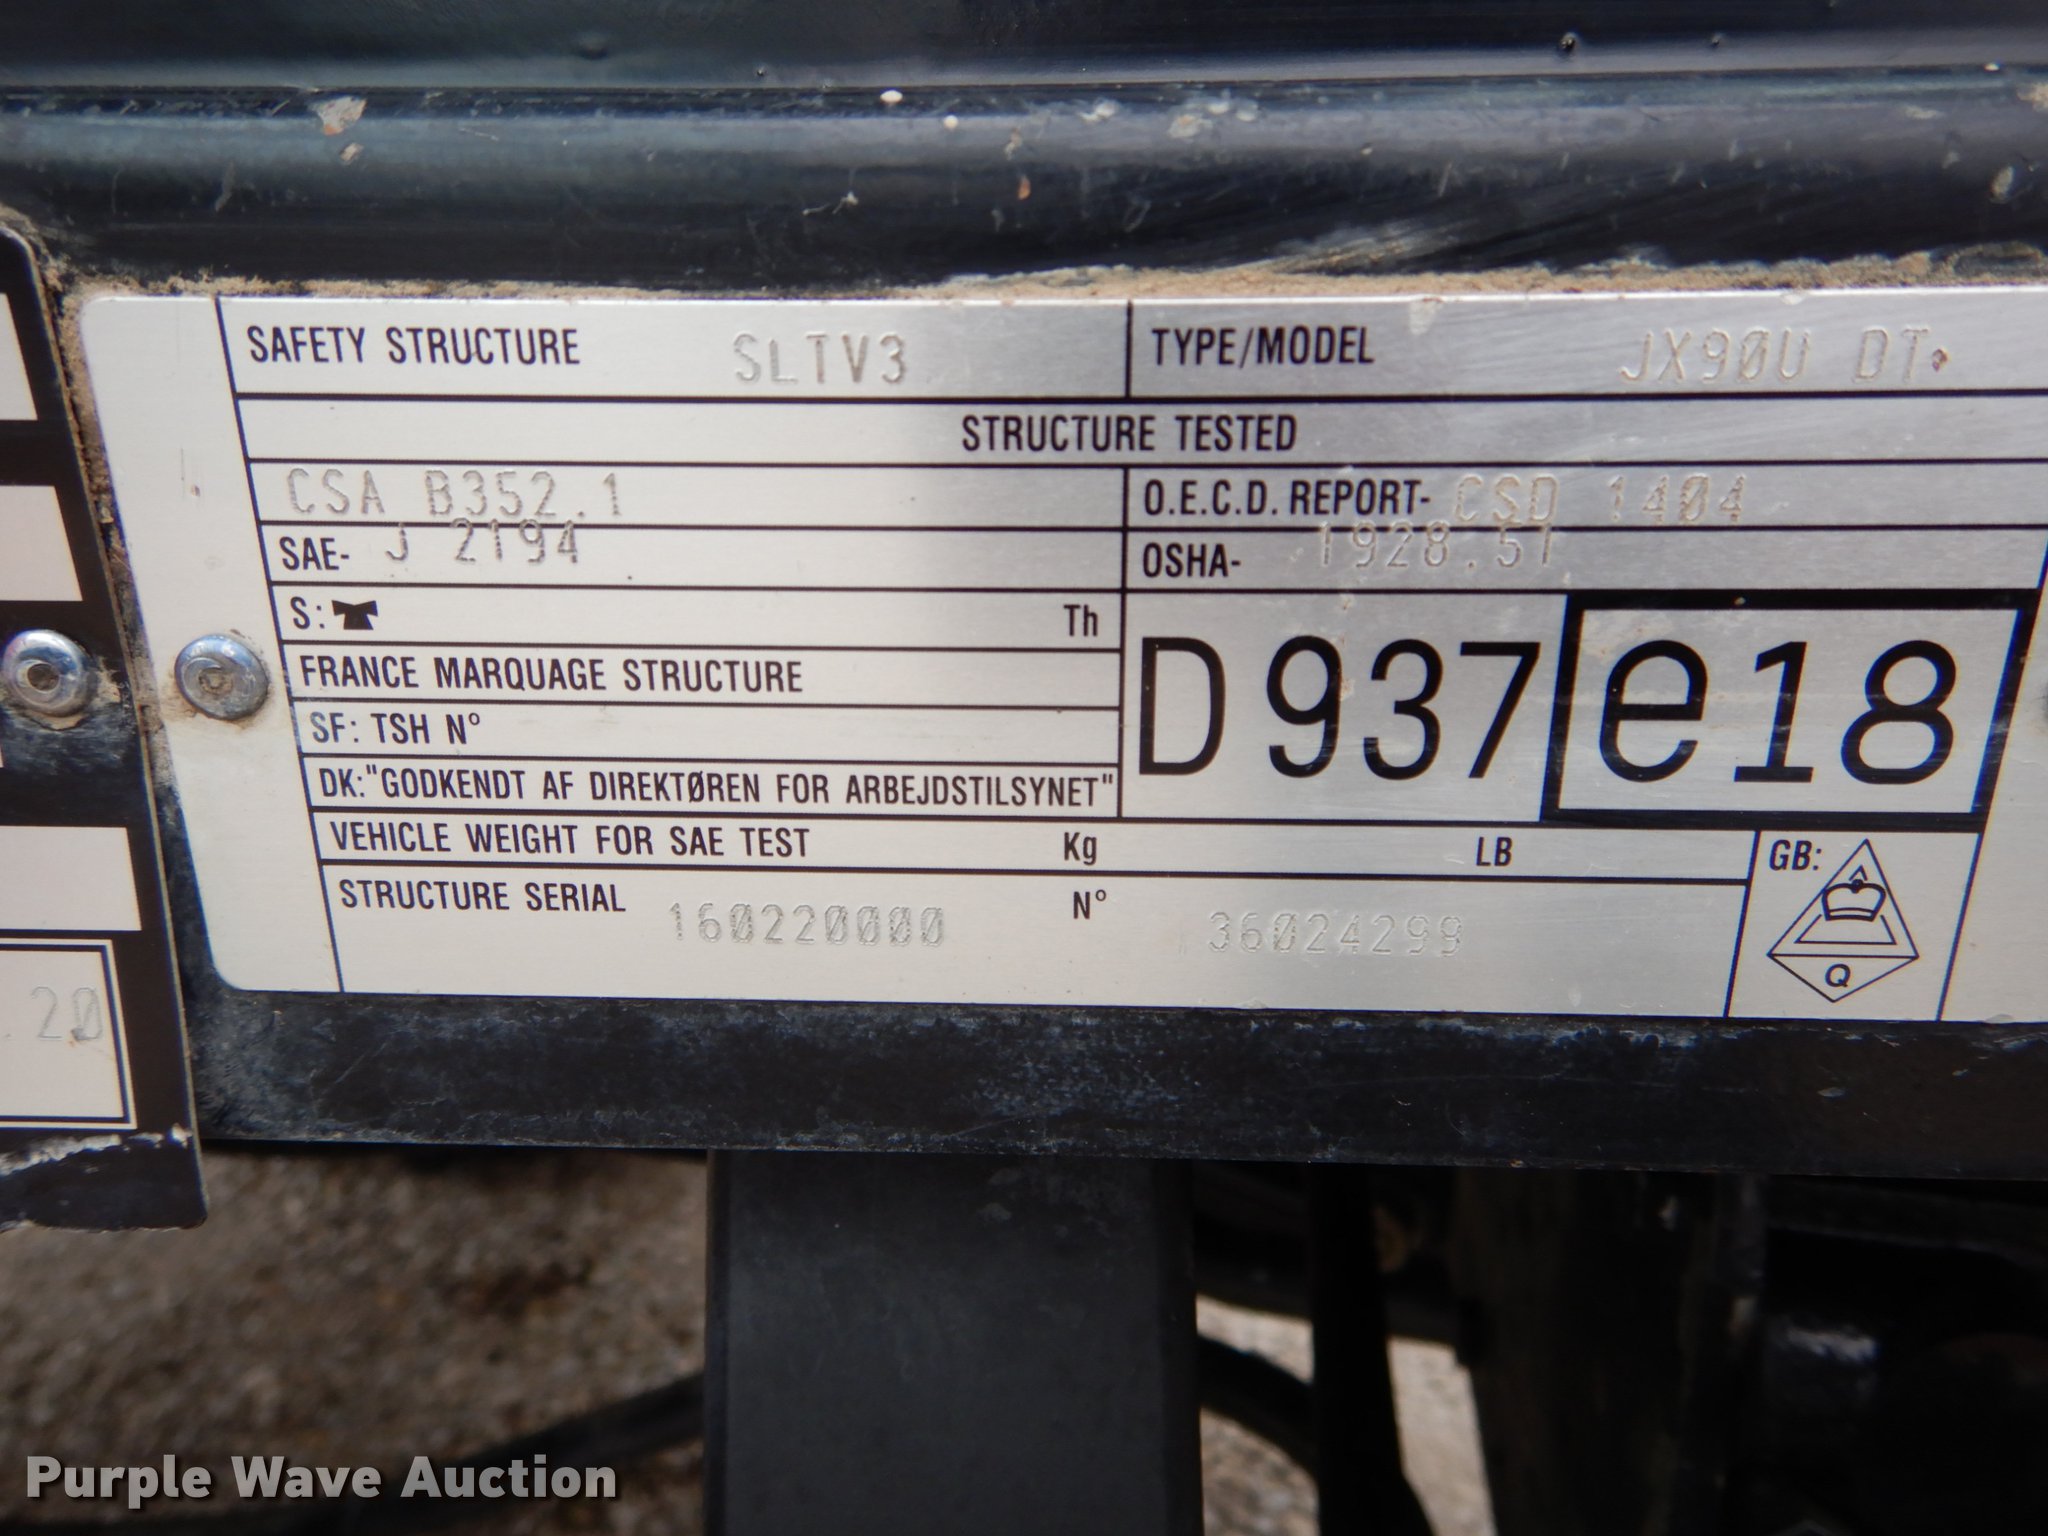 SAFETY STRUCTURE SLTV3 TYPE/MODEL JX90U DT
STRUCTURE TESTED
CSA B352.1 O.E.C.D. REPORT- CSD 1404
SAE- J 2194 OSHA- 1928.51
S: Th
D 937 e18
FRANCE MARQUAGE STRUCTURE
SF: TSH N°
DK:"GODKENDT AF DIREKTØREN FOR ARBEJDSTILSYNET"
VEHICLE WEIGHT FOR SAE TEST Kg LB
GB:
STRUCTURE SERIAL 160220000 N° 36024299
Q
.20
Purple Wave Auction